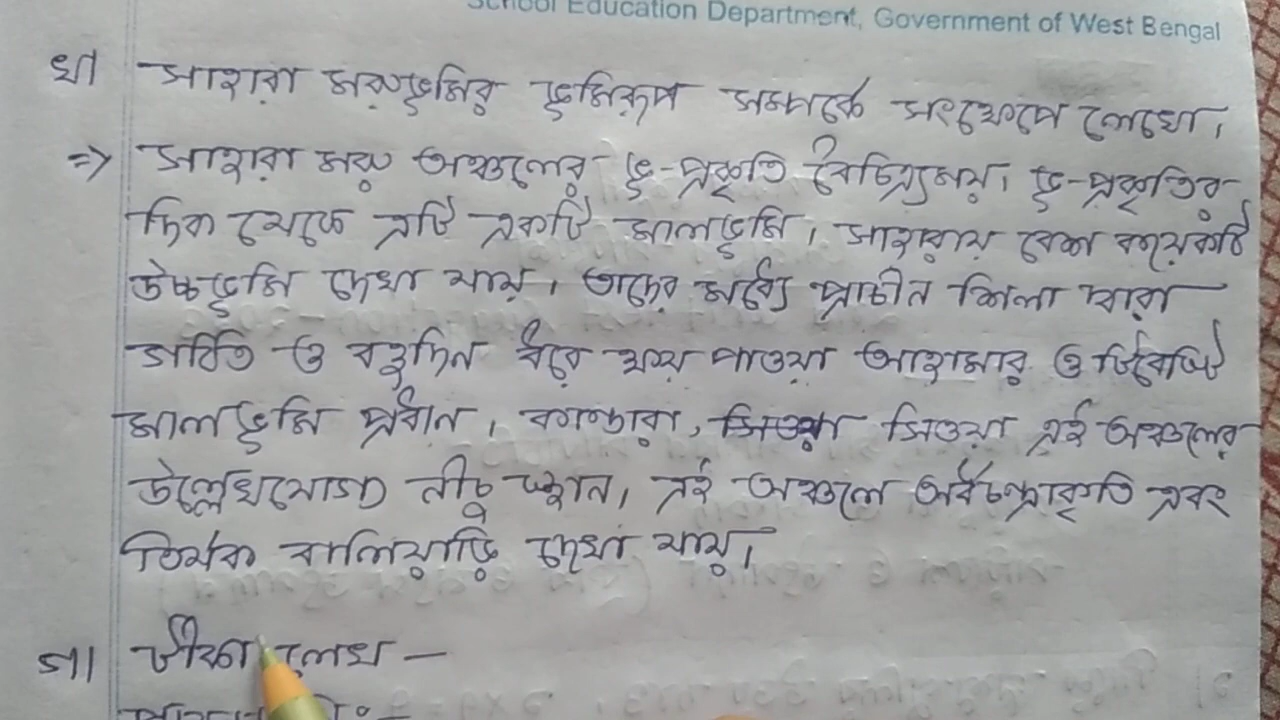 School Education Department, Government of West Bengal
খ। সাহারা মরুভূমির ভূমিরূপ সম্পর্কে সংক্ষেপে লেখো।
=> সাহারা মরু অঞ্চলের ভূ-প্রকৃতি বৈচিত্র্যময়। ভূ-প্রকৃতির
দিক থেকে এটি একটি মালভূমি। সাহারায় বেশ কয়েকটি
উচ্চভূমি দেখা যায়। তাদের মধ্যে প্রাচীন শিলা দ্বারা
গঠিত ও বহুদিন ধরে ক্ষয় পাওয়া আহামার ও টিবেস্টি
মালভূমি প্রধান। কাত্তারা, সিওয়া এই অঞ্চলের
উল্লেখযোগ্য নীচু স্থান। এই অঞ্চলে অর্ধচন্দ্রাকৃতি এবং
তির্যক বালিয়াড়ি দেখা যায়।
গ। টীকা লেখ —